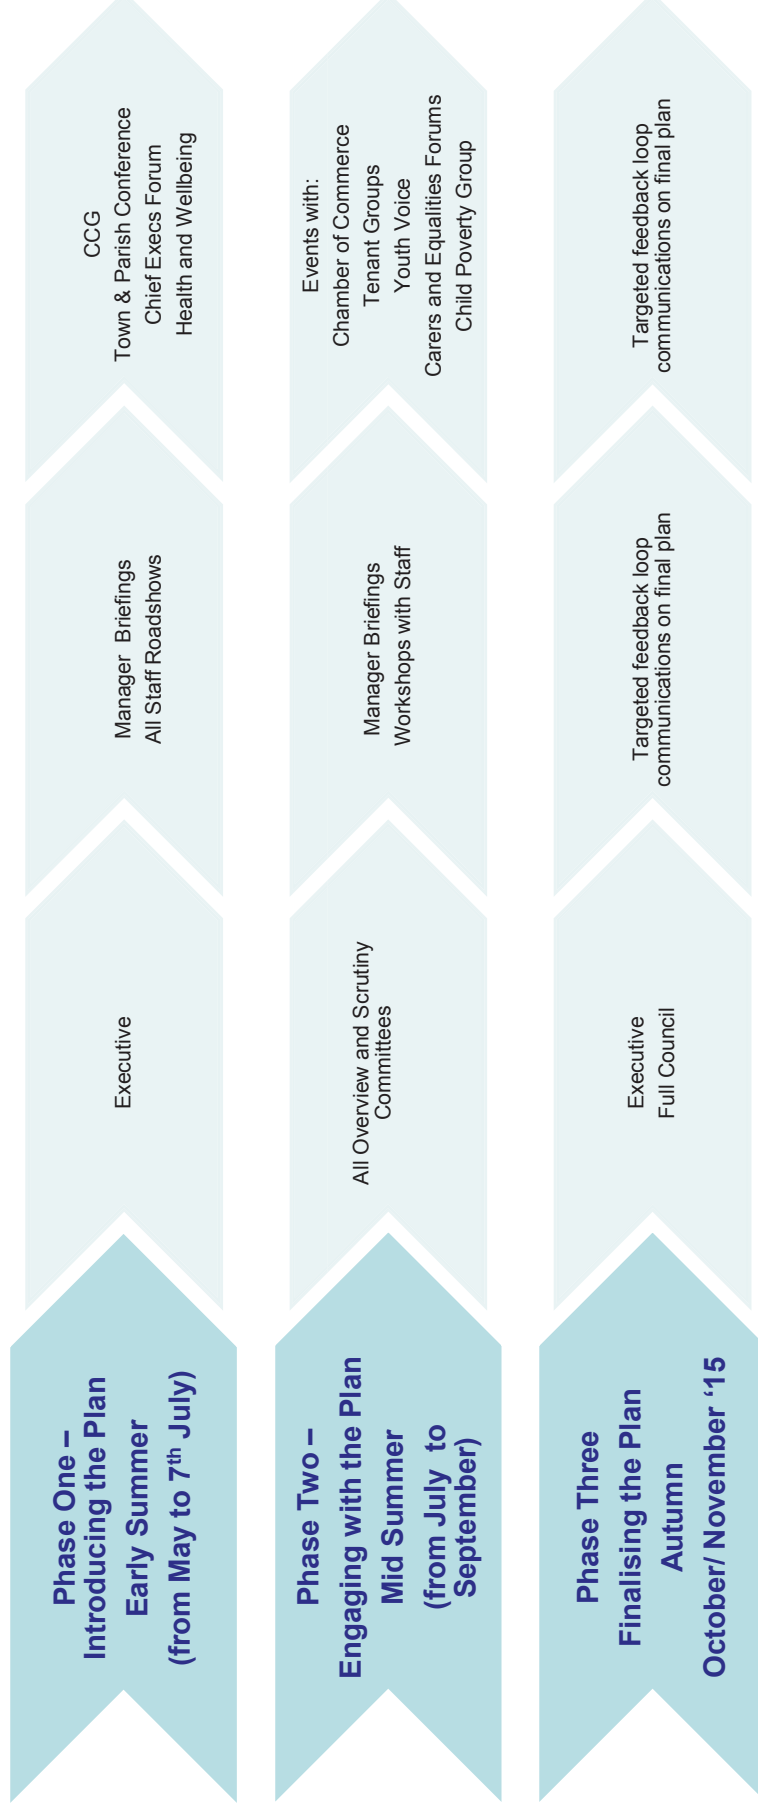 Phase One –
Introducing the Plan
Early Summer
(from May to 7th July)
Executive
Manager  Briefings
All Staff Roadshows
CCG
Town & Parish Conference
Chief Execs Forum
Health and Wellbeing
Phase Two –
Engaging with the Plan
Mid Summer
(from July  to
September)
All Overview and Scrutiny
Committees
Manager Briefings
Workshops with Staff
Events with:
Chamber of Commerce
Tenant Groups
Youth Voice
Carers and Equalities Forums
Child Poverty Group
Phase Three
Finalising the Plan
Autumn
October/ November ‘15
Executive
Full Council
Targeted feedback loop
communications on final plan
Targeted feedback loop
communications on final plan